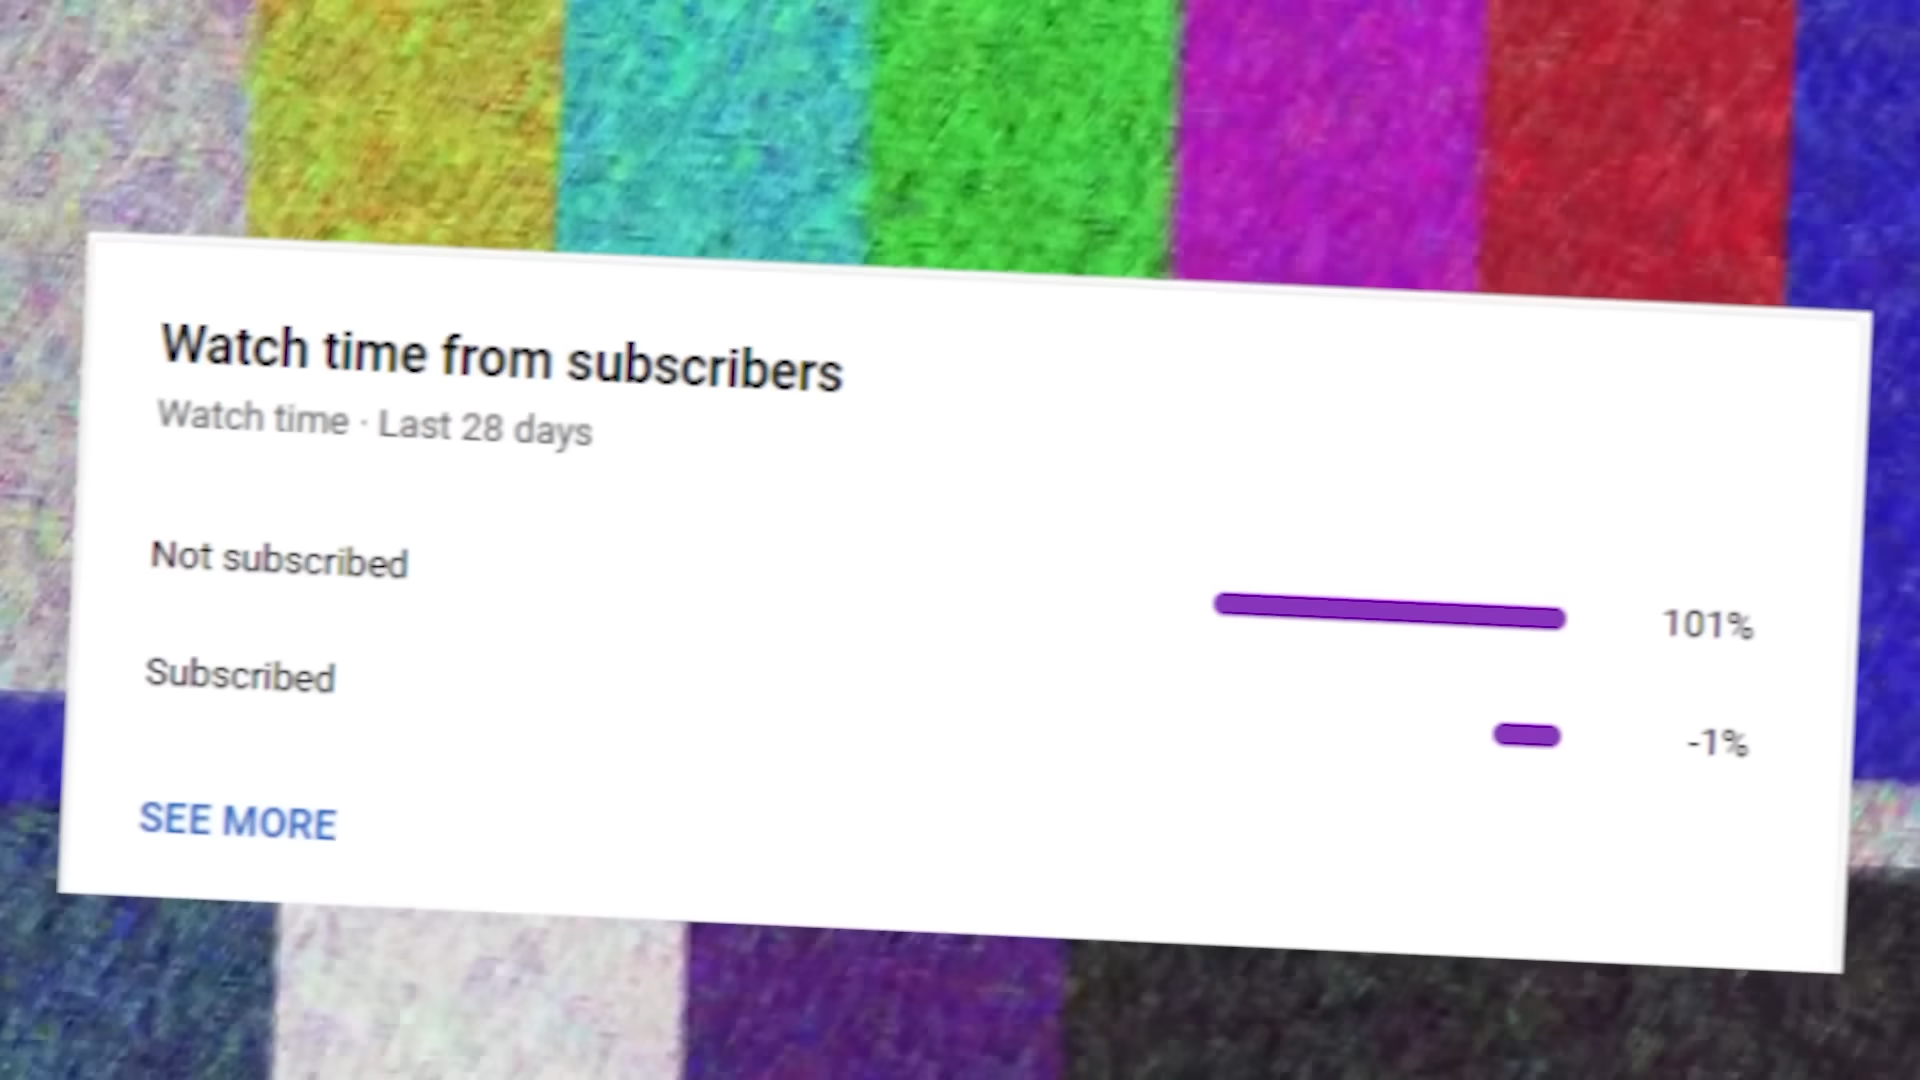 Watch time from subscribers
Watch time · Last 28 days
Not subscribed 101%
Subscribed -1%
SEE MORE